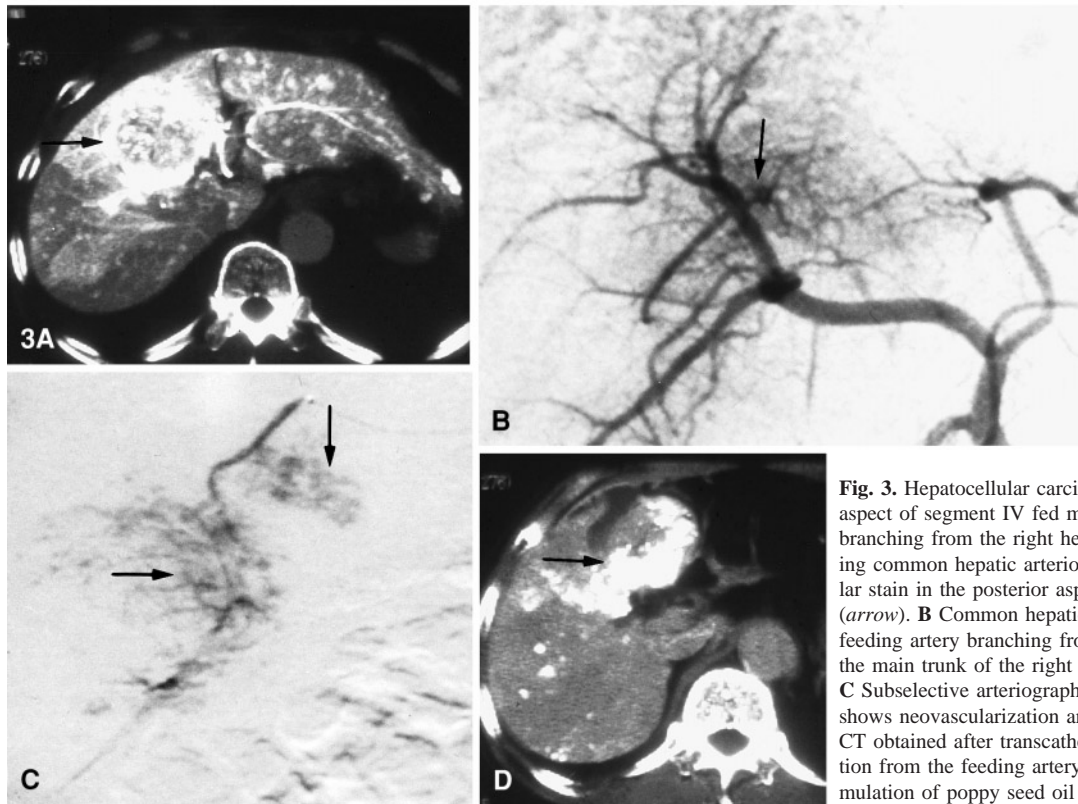 3A
B
C
D
Fig. 3. Hepatocellular carci
aspect of segment IV fed m
branching from the right he
ing common hepatic arterio
lar stain in the posterior asp
(arrow). B Common hepati
feeding artery branching fro
the main trunk of the right
C Subselective arteriograph
shows neovascularization an
CT obtained after transcathe
tion from the feeding artery
mulation of poppy seed oil